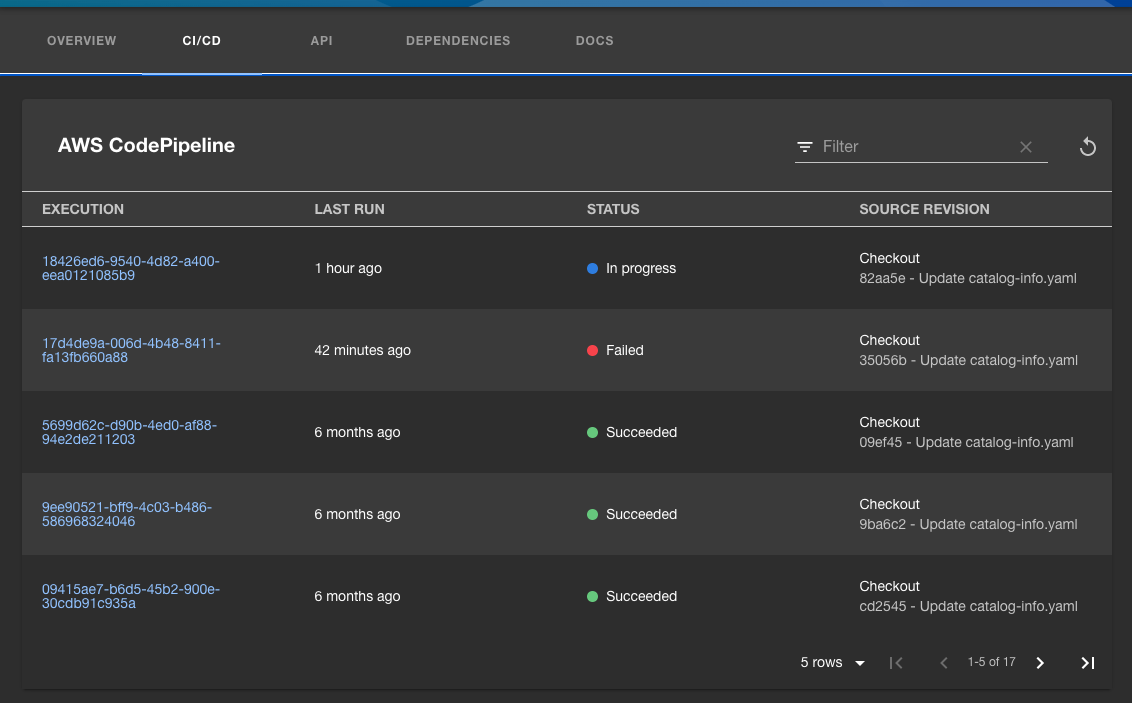 OVERVIEW CI/CD API DEPENDENCIES DOCS
AWS CodePipeline
Filter
EXECUTION LAST RUN STATUS SOURCE REVISION
18426ed6-9540-4d82-a400-
eea0121085b9
1 hour ago
In progress
Checkout
82aa5e - Update catalog-info.yaml
17d4de9a-006d-4b48-8411-
fa13fb660a88
42 minutes ago
Failed
Checkout
35056b - Update catalog-info.yaml
5699d62c-d90b-4ed0-af88-
94e2de211203
6 months ago
Succeeded
Checkout
09ef45 - Update catalog-info.yaml
9ee90521-bff9-4c03-b486-
586968324046
6 months ago
Succeeded
Checkout
9ba6c2 - Update catalog-info.yaml
09415ae7-b6d5-45b2-900e-
30cdb91c935a
6 months ago
Succeeded
Checkout
cd2545 - Update catalog-info.yaml
5 rows 1-5 of 17